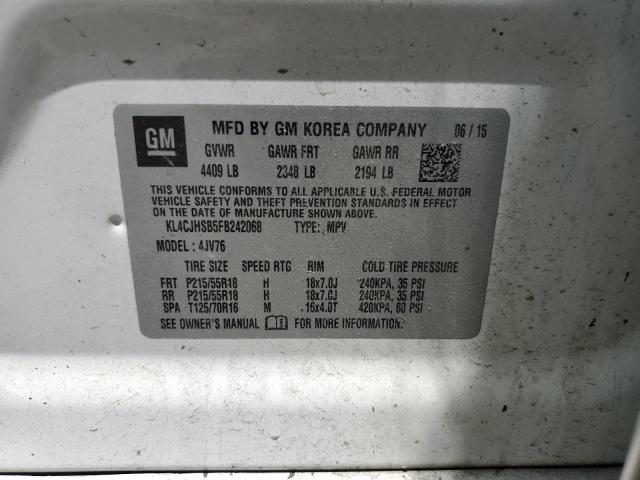 GM
MFD BY GM KOREA COMPANY 06 / 15
GVWR GAWR FRT GAWR RR
4409 LB 2348 LB 2194 LB
THIS VEHICLE CONFORMS TO ALL APPLICABLE U.S. FEDERAL MOTOR
VEHICLE SAFETY AND THEFT PREVENTION STANDARDS IN EFFECT
ON THE DATE OF MANUFACTURE SHOWN ABOVE.
KL4CJHSB5FB242068 TYPE: MPV
MODEL: 4JV76
TIRE SIZE SPEED RTG RIM COLD TIRE PRESSURE
FRT P215/55R18 H 18x7.0J 240KPA, 35 PSI
RR P215/55R18 H 18x7.0J 240KPA, 35 PSI
SPA T125/70R16 M 16x4.0T 420KPA, 60 PSI
SEE OWNER'S MANUAL FOR MORE INFORMATION.